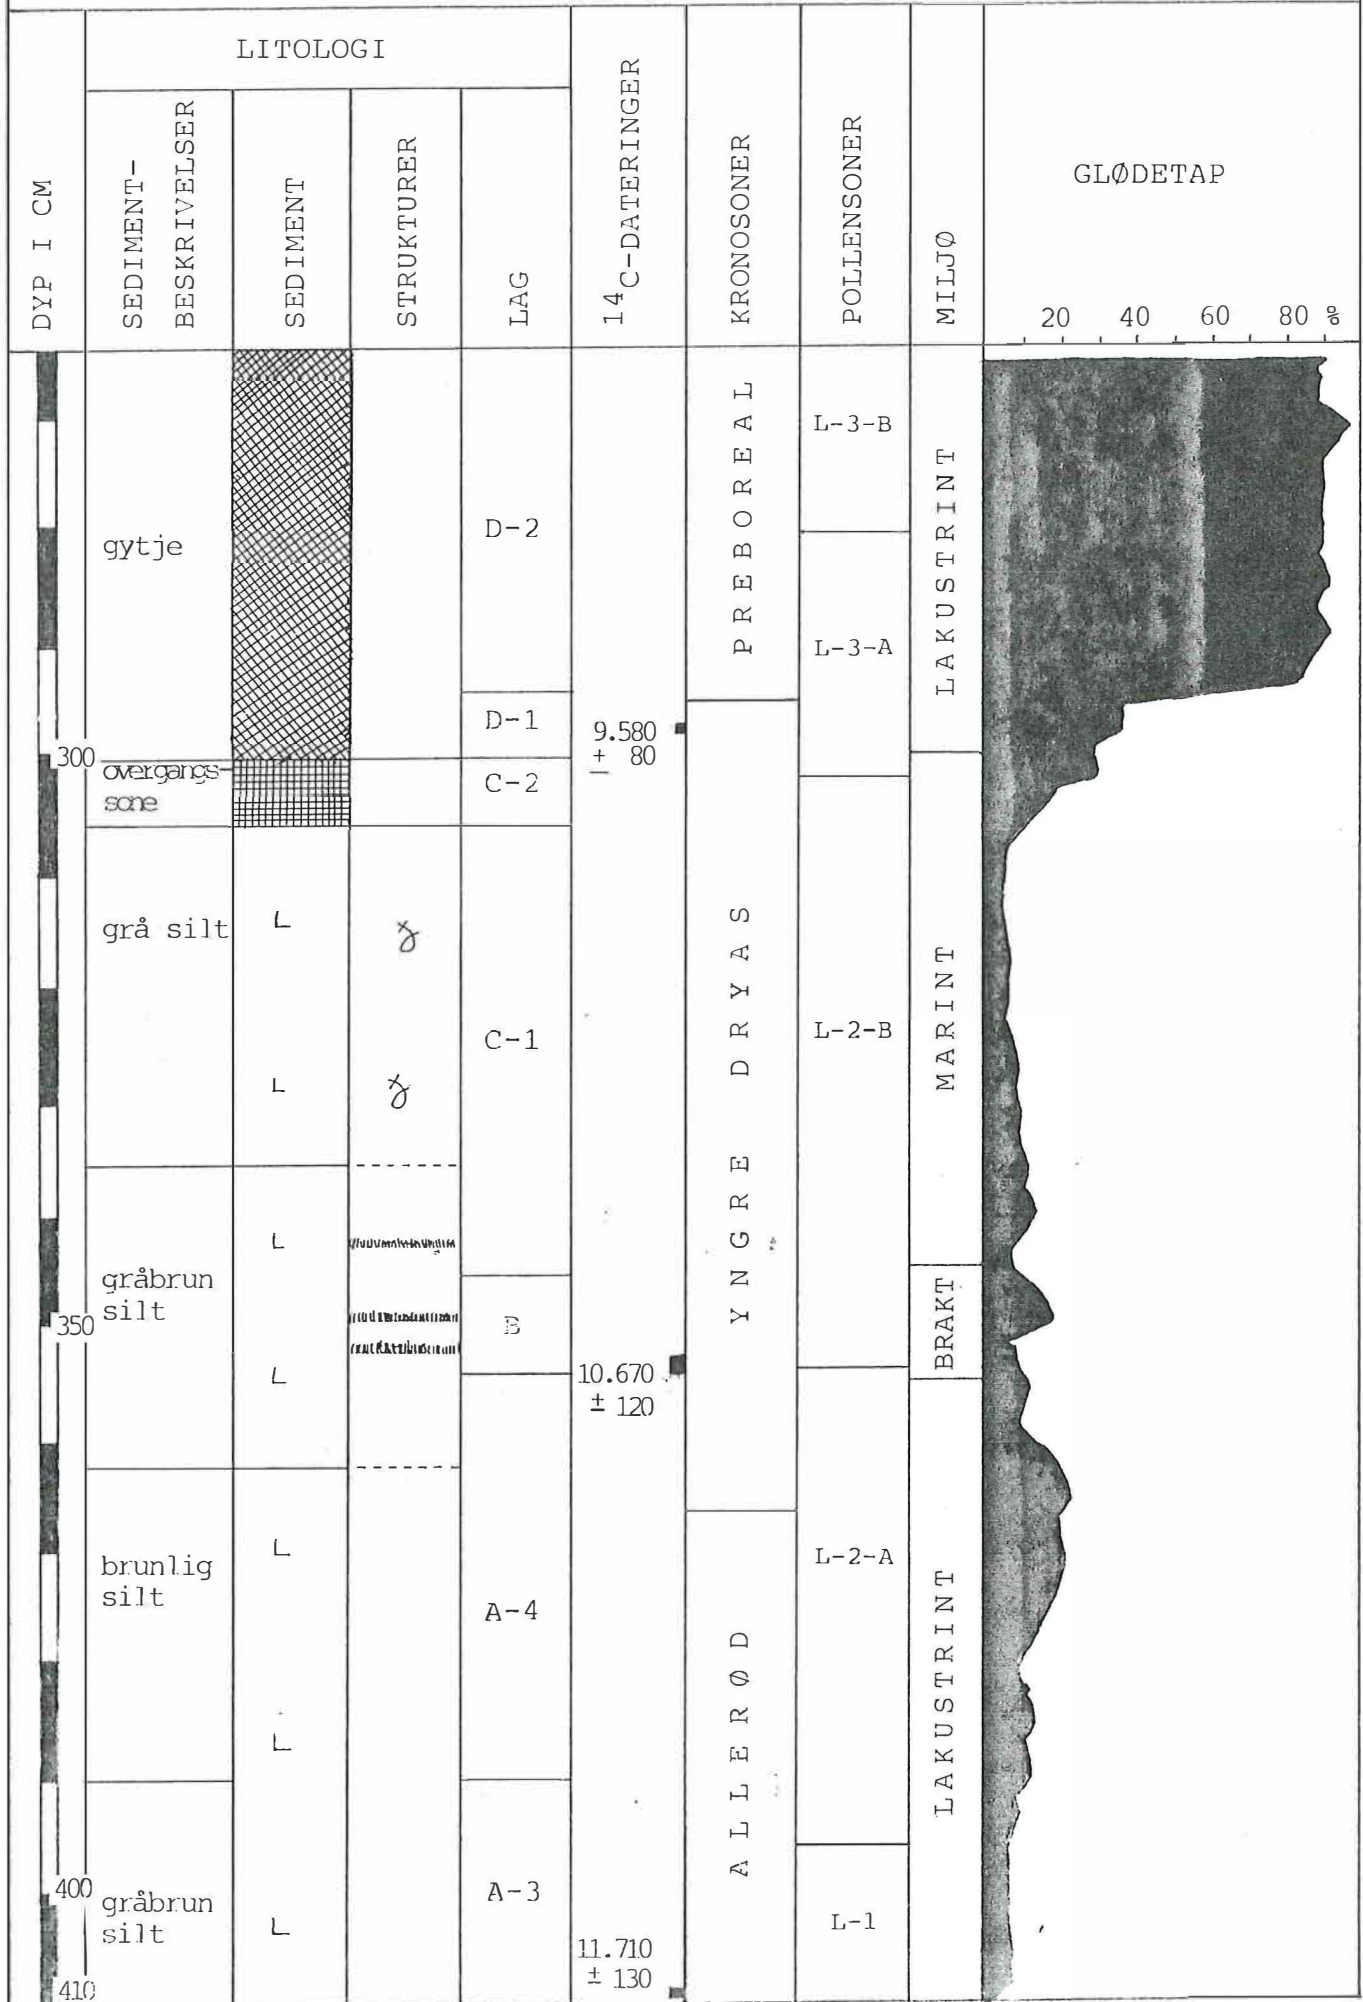 LITOLOGI
DYP I CM
SEDIMENT-
BESKRIVELSER
SEDIMENT
STRUKTURER
LAG
14 C-DATERINGER
KRONOSONER
POLLENSONER
MILJØ
GLØDETAP
20 40 60 80 %
gytje
D-2
D-1
PREBOREAL
L-3-B
L-3-A
LAKUSTRINT
9.580
± 80
300
overgangs-
sone
C-2
grå silt
C-1
YNGRE DRYAS
L-2-B
MARINT
gråbrun
silt
350
B
BRAKT
10.670
± 120
brunlig
silt
A-4
L-2-A
ALLERØD
LAKUSTRINT
400
gråbrun
silt
A-3
L-1
11.710
± 130
410
L
L
L
L
L
L
L